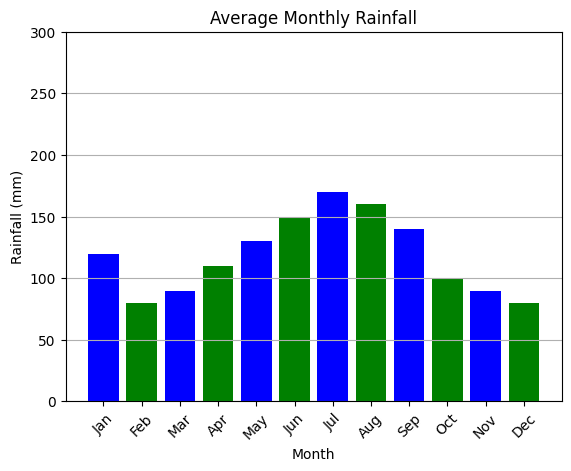 Average Monthly Rainfall
Rainfall (mm)
300
250
200
150
100
50
0
Jan Feb Mar Apr May Jun Jul Aug Sep Oct Nov Dec
Month